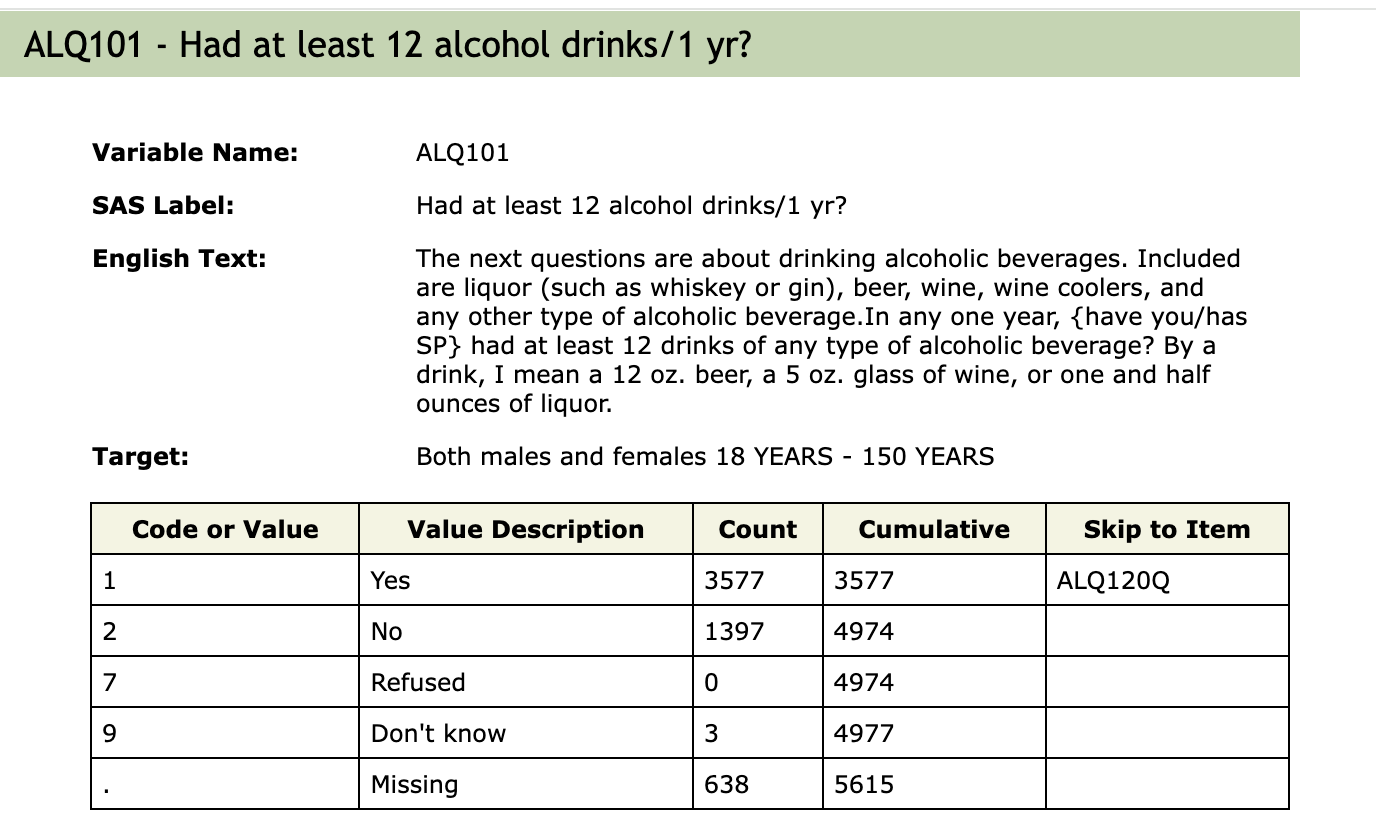 ALQ101 - Had at least 12 alcohol drinks/1 yr?
Variable Name: ALQ101
SAS Label: Had at least 12 alcohol drinks/1 yr?
English Text: The next questions are about drinking alcoholic beverages. Included
are liquor (such as whiskey or gin), beer, wine, wine coolers, and
any other type of alcoholic beverage.In any one year, {have you/has
SP} had at least 12 drinks of any type of alcoholic beverage? By a
drink, I mean a 12 oz. beer, a 5 oz. glass of wine, or one and half
ounces of liquor.
Target: Both males and females 18 YEARS - 150 YEARS
Code or Value Value Description Count Cumulative Skip to Item
1 Yes 3577 3577 ALQ120Q
2 No 1397 4974
7 Refused 0 4974
9 Don't know 3 4977
. Missing 638 5615